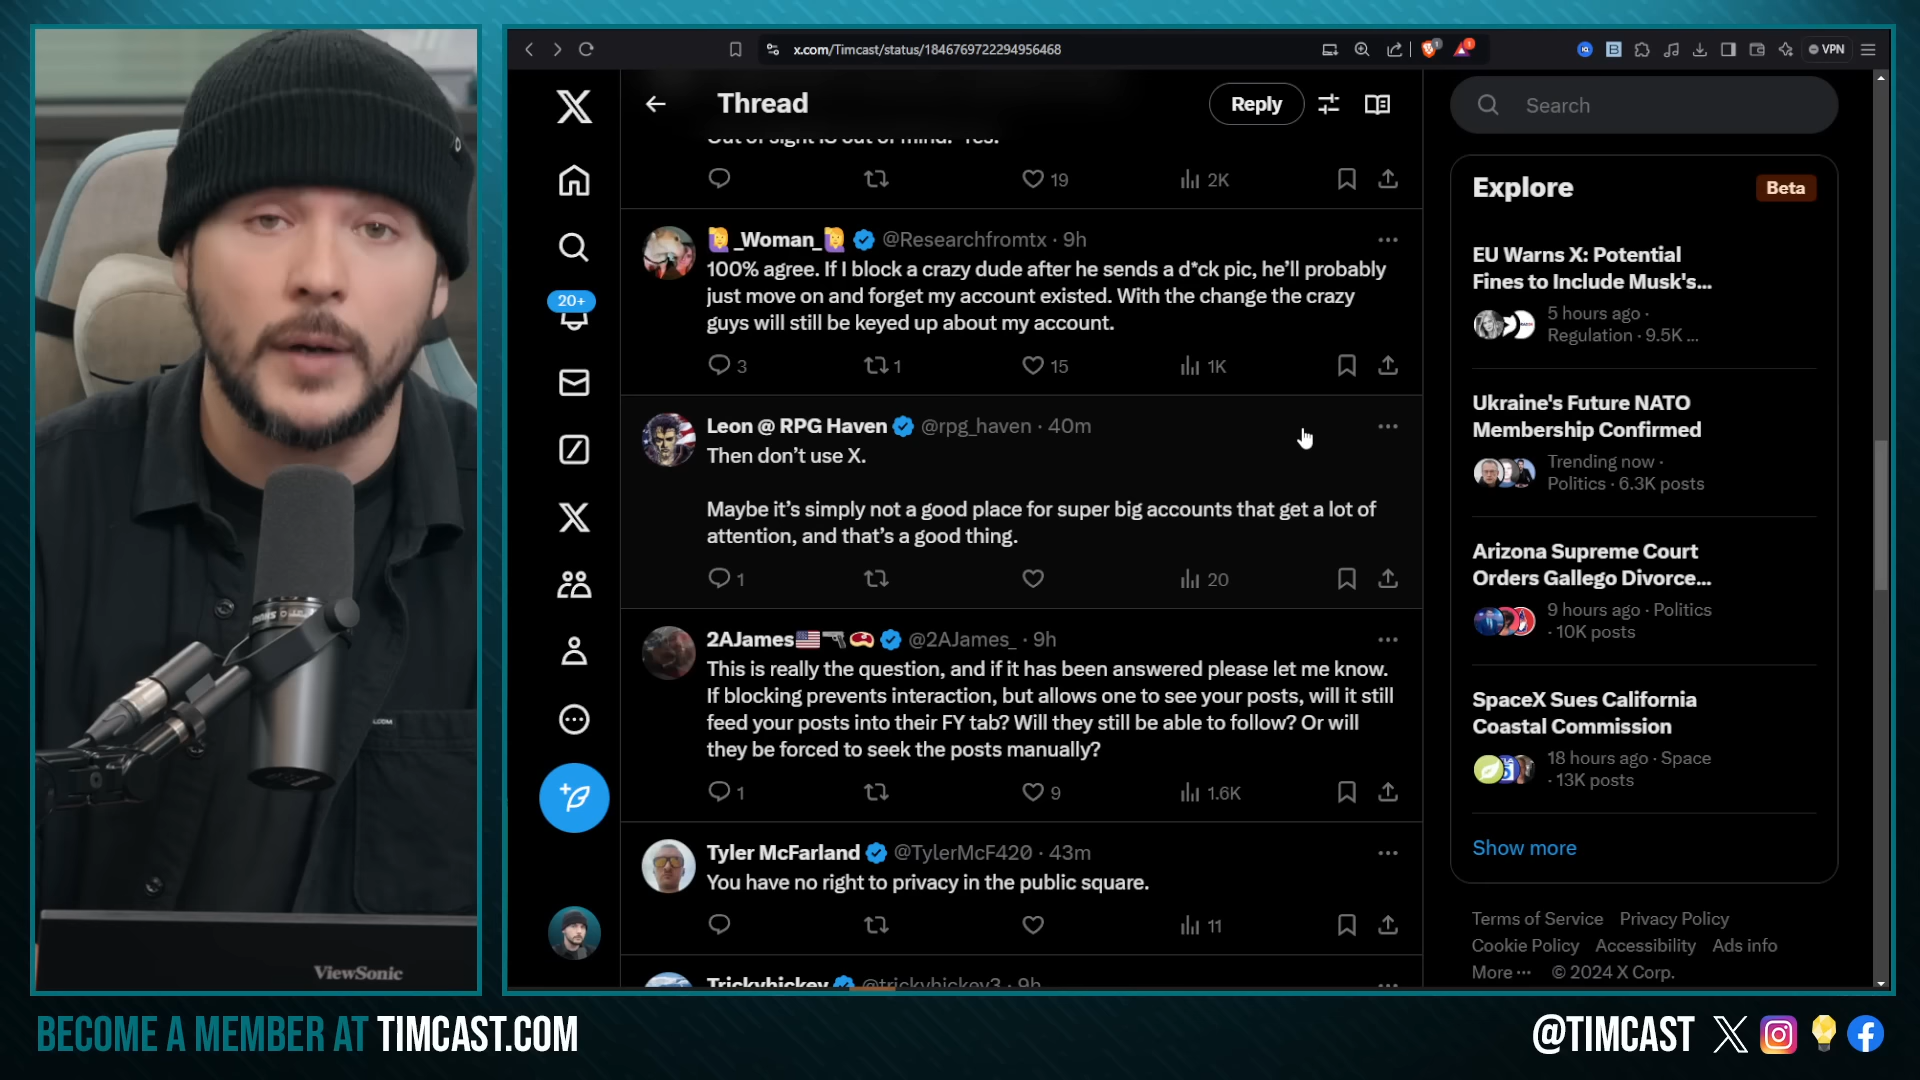 x.com/Timcast/status/1846769722294956468
VPN
Thread
Reply
Search
Out of sight IS out of mind. Yes.
19
2K
_Woman_ @Researchfromtx · 9h
100% agree. If I block a crazy dude after he sends a d*ck pic, he’ll probably
just move on and forget my account existed. With the change the crazy
guys will still be keyed up about my account.
3
1
15
1K
Leon @ RPG Haven @rpg_haven · 40m
Then don’t use X.
Maybe it’s simply not a good place for super big accounts that get a lot of
attention, and that’s a good thing.
1
20
2AJames @2AJames_ · 9h
This is really the question, and if it has been answered please let me know.
If blocking prevents interaction, but allows one to see your posts, will it still
feed your posts into their FY tab? Will they still be able to follow? Or will
they be forced to seek the posts manually?
1
9
1.6K
Tyler McFarland @TylerMcF420 · 43m
You have no right to privacy in the public square.
11
Trickyhickey @trickyhickey3 · 9h
20+
Explore
Beta
EU Warns X: Potential
Fines to Include Musk's...
5 hours ago ·
Regulation · 9.5K ...
Ukraine's Future NATO
Membership Confirmed
Trending now ·
Politics · 6.3K posts
Arizona Supreme Court
Orders Gallego Divorce...
9 hours ago · Politics
· 10K posts
SpaceX Sues California
Coastal Commission
18 hours ago · Space
· 13K posts
Show more
Terms of Service Privacy Policy
Cookie Policy Accessibility Ads info
More ··· © 2024 X Corp.
ViewSonic
BECOME A MEMBER AT TIMCAST.COM
@TIMCAST